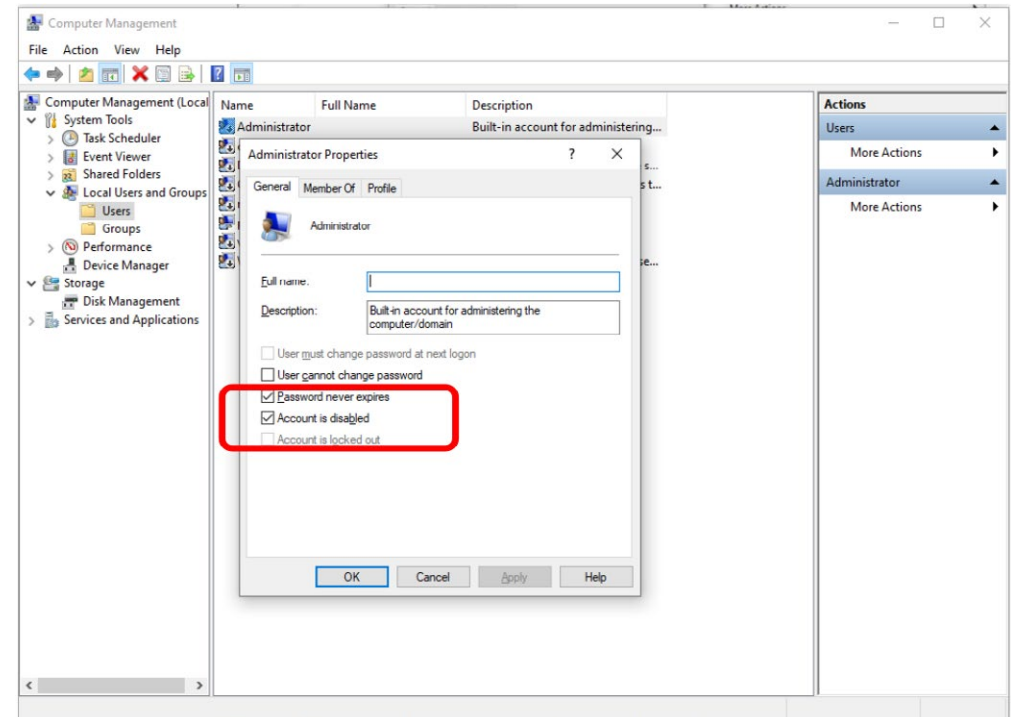 More Actions
Computer Management
File Action View Help
Computer Management (Local
System Tools
Task Scheduler
Event Viewer
Shared Folders
Local Users and Groups
Users
Groups
Performance
Device Manager
Storage
Disk Management
Services and Applications
Name Full Name Description
Administrator Built-in account for administering...
s...
s t...
se...
Administrator Properties ? X
General Member Of Profile
Administrator
Full name:
Description: Built-in account for administering the
computer/domain
User must change password at next logon
User cannot change password
Password never expires
Account is disabled
Account is locked out
OK Cancel Apply Help
Actions
Users
More Actions
Administrator
More Actions